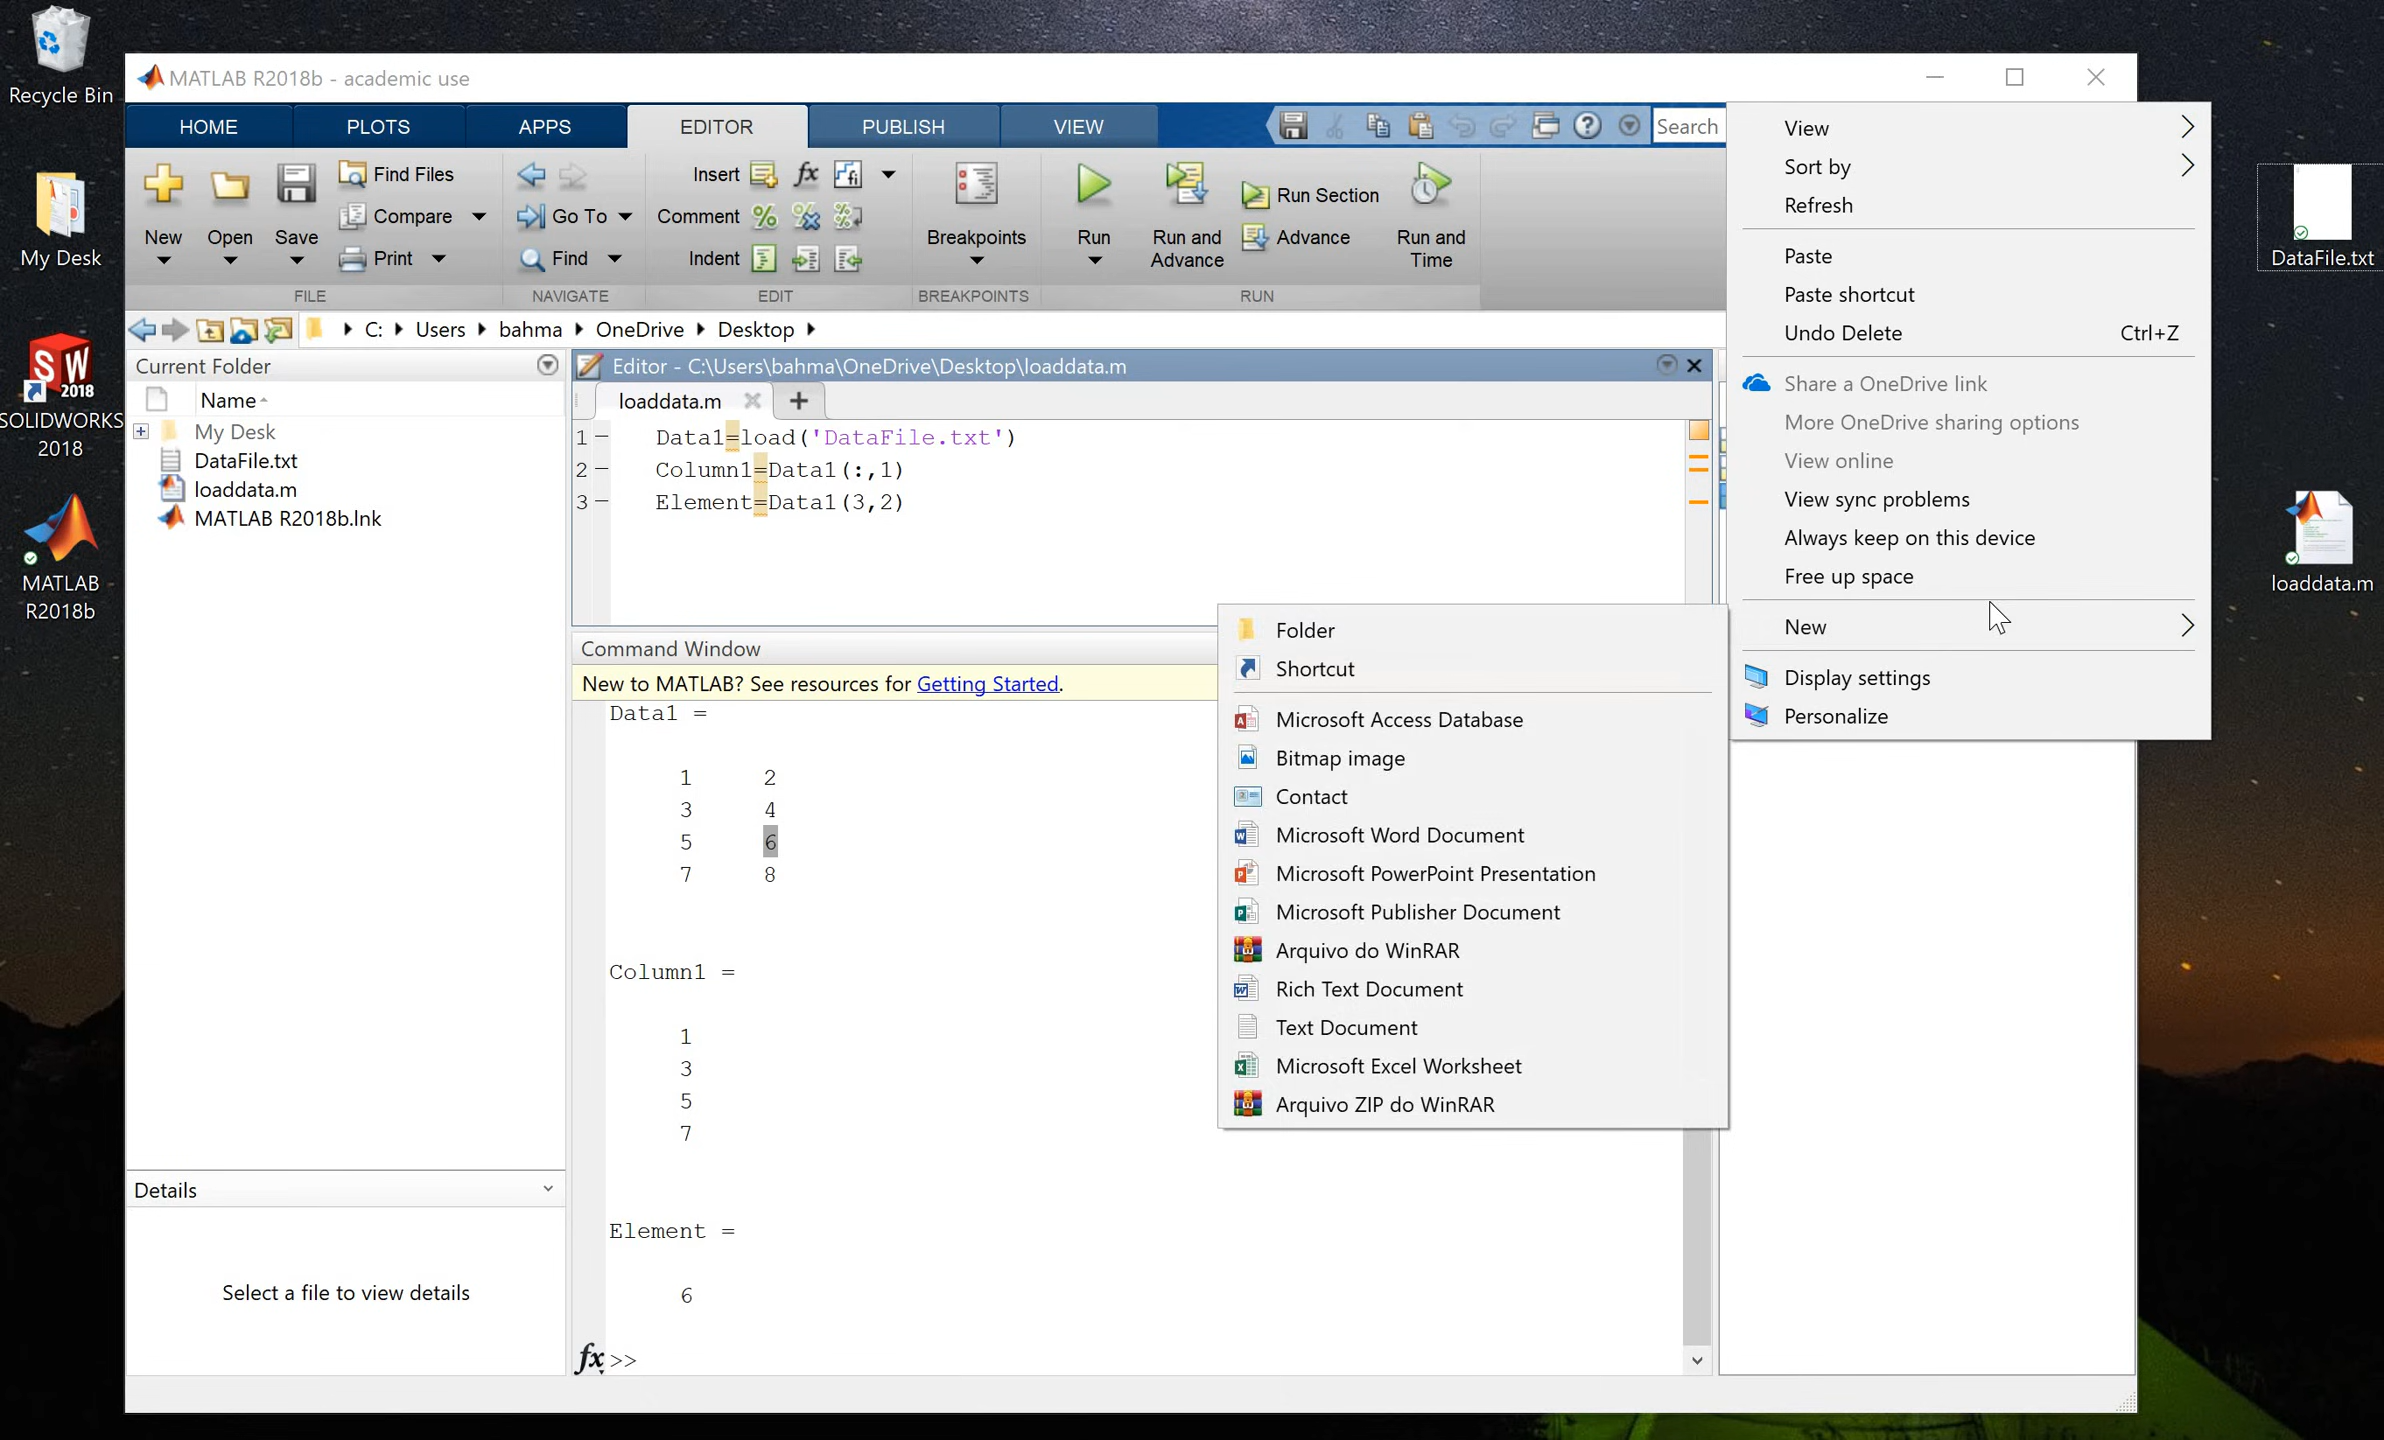 Recycle Bin
My Desk
SOLIDWORKS
2018
MATLAB
R2018b
MATLAB R2018b - academic use
HOME
PLOTS
APPS
EDITOR
PUBLISH
VIEW
Search
New
Open
Save
Find Files
Compare
Print
FILE
Go To
Find
NAVIGATE
Insert
Comment
Indent
EDIT
Breakpoints
BREAKPOINTS
Run
Run and
Advance
Run Section
Advance
Run and
Time
RUN
C: Users bahma OneDrive Desktop
Current Folder
Name
My Desk
DataFile.txt
loaddata.m
MATLAB R2018b.lnk
Details
Select a file to view details
Editor - C:\Users\bahma\OneDrive\Desktop\loaddata.m
loaddata.m
1 Data1=load('DataFile.txt')
2 Column1=Data1(:,1)
3 Element=Data1(3,2)
Command Window
New to MATLAB? See resources for Getting Started.
Data1 =
1 2
3 4
5 6
7 8
Column1 =
1
3
5
7
Element =
6
fx >>
View
Sort by
Refresh
Paste
Paste shortcut
Undo Delete Ctrl+Z
Share a OneDrive link
More OneDrive sharing options
View online
View sync problems
Always keep on this device
Free up space
New
Display settings
Personalize
Folder
Shortcut
Microsoft Access Database
Bitmap image
Contact
Microsoft Word Document
Microsoft PowerPoint Presentation
Microsoft Publisher Document
Arquivo do WinRAR
Rich Text Document
Text Document
Microsoft Excel Worksheet
Arquivo ZIP do WinRAR
DataFile.txt
loaddata.m